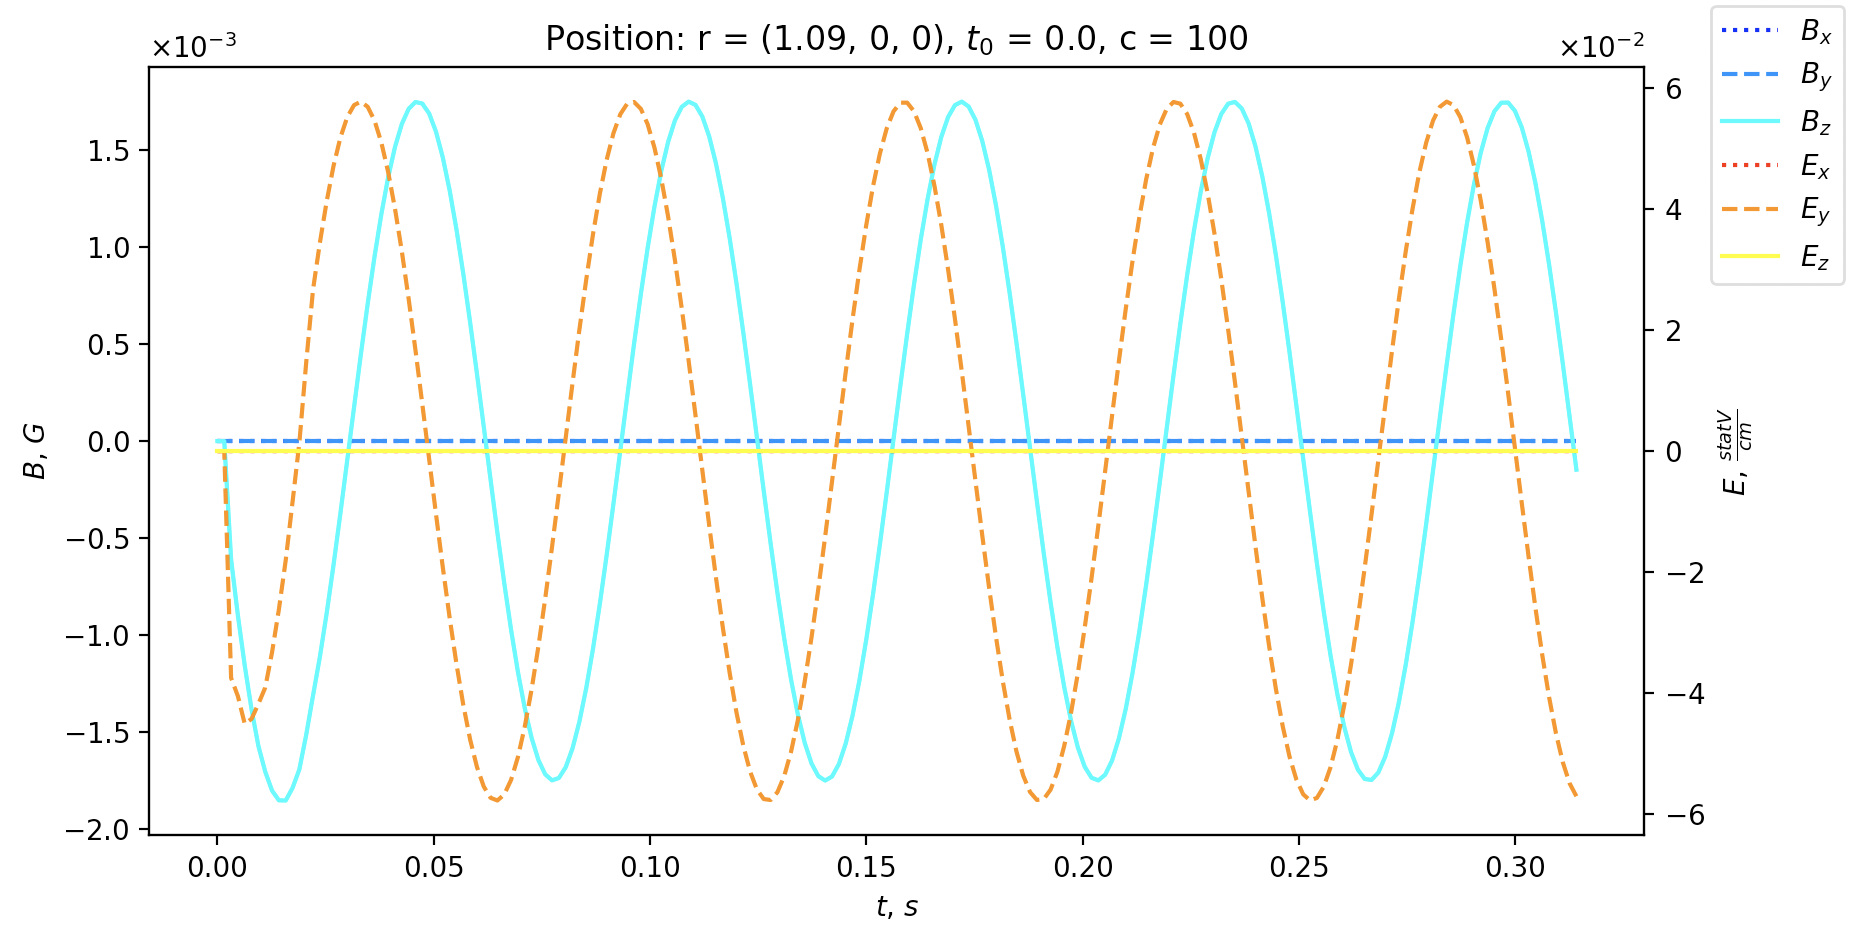 Position: r = (1.09, 0, 0), t₀ = 0.0, c = 100
×10⁻³
×10⁻²
1.5
1.0
0.5
0.0
−0.5
−1.0
−1.5
−2.0
B, G
6
4
2
0
−2
−4
−6
E, statV/cm
0.00 0.05 0.10 0.15 0.20 0.25 0.30
t, s
Bₓ
B_y
B_z
Eₓ
E_y
E_z